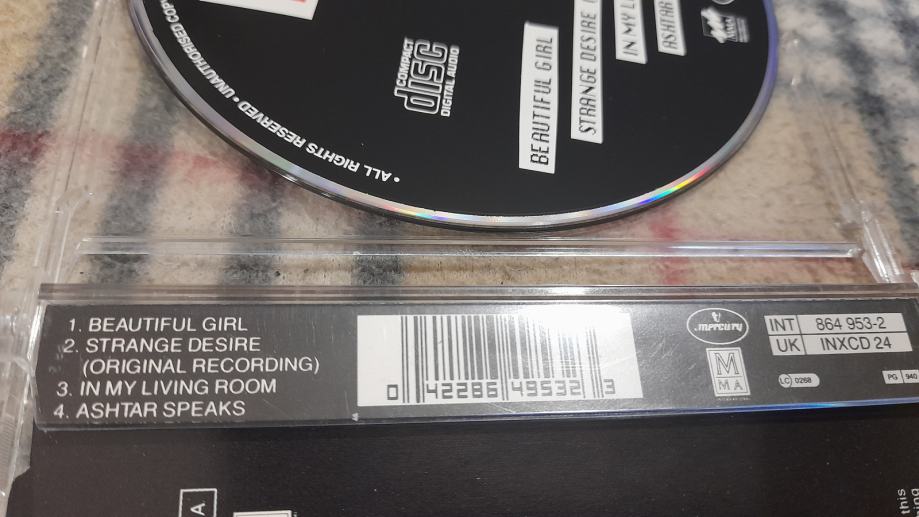 • ALL RIGHTS RESERVED • UNAUTHORISED
COMPACT
disc
DIGITAL AUDIO
BEAUTIFUL GIRL
STRANGE DESIRE
IN MY
ASHTAR
1. BEAUTIFUL GIRL
2. STRANGE DESIRE
(ORIGINAL RECORDING)
3. IN MY LIVING ROOM
4. ASHTAR SPEAKS
0 42286 49532 3
mercury
M
MMA
INT 864 953-2
UK INXCD 24
LC 0268
PG 940
A
this